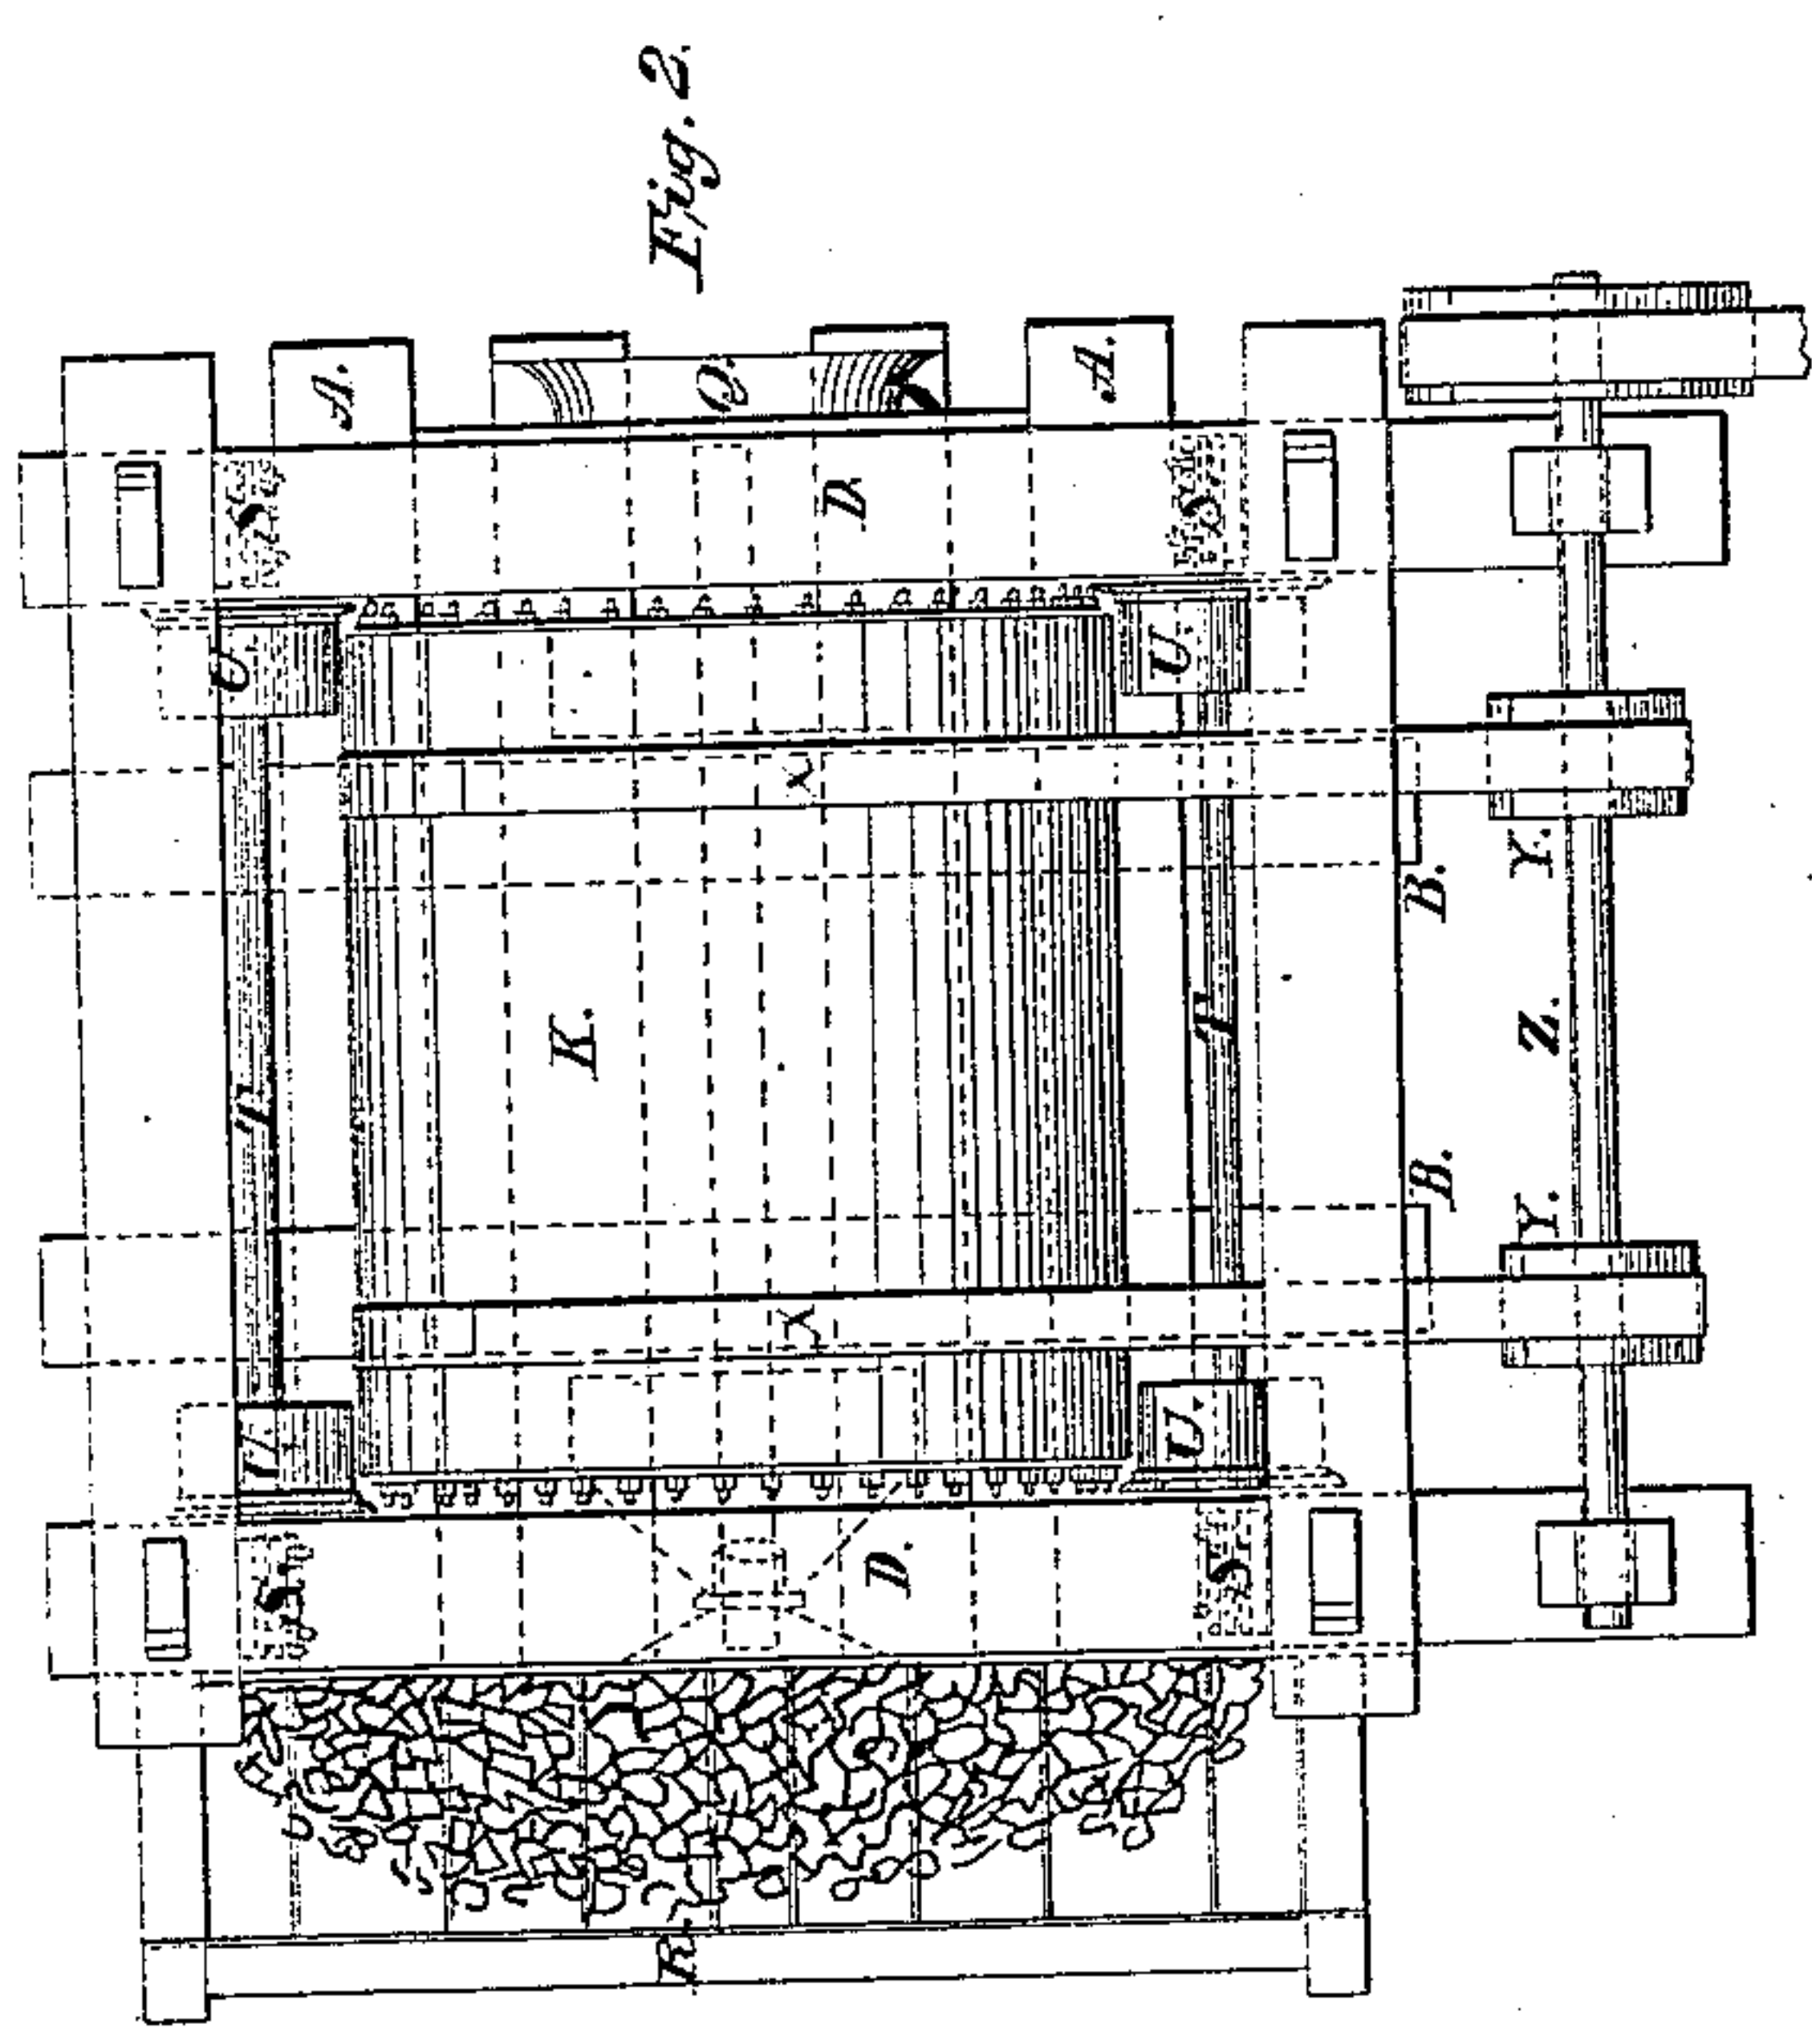 Fig. 2.
A.
Q.
A.
S
D.
S.
U.
U.
X
T.
K.
T
B.
Y.
Z.
B.
Y.
X
U.
U.
S.
D.
S.
R.